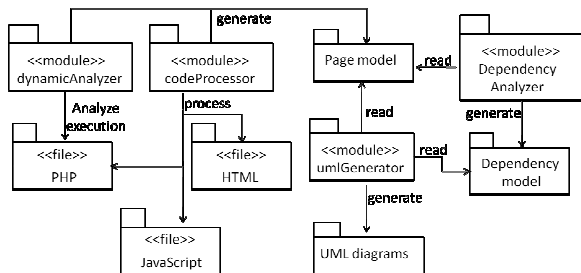 generate
<<module>>
dynamicAnalyzer
<<module>>
codeProcessor
Page model
read
<<module>>
Dependency
Analyzer
Analyze
execution
process
read
generate
<<file>>
PHP
<<file>>
HTML
<<module>>
umlGenerator
read
Dependency
model
generate
<<file>>
JavaScript
UML diagrams